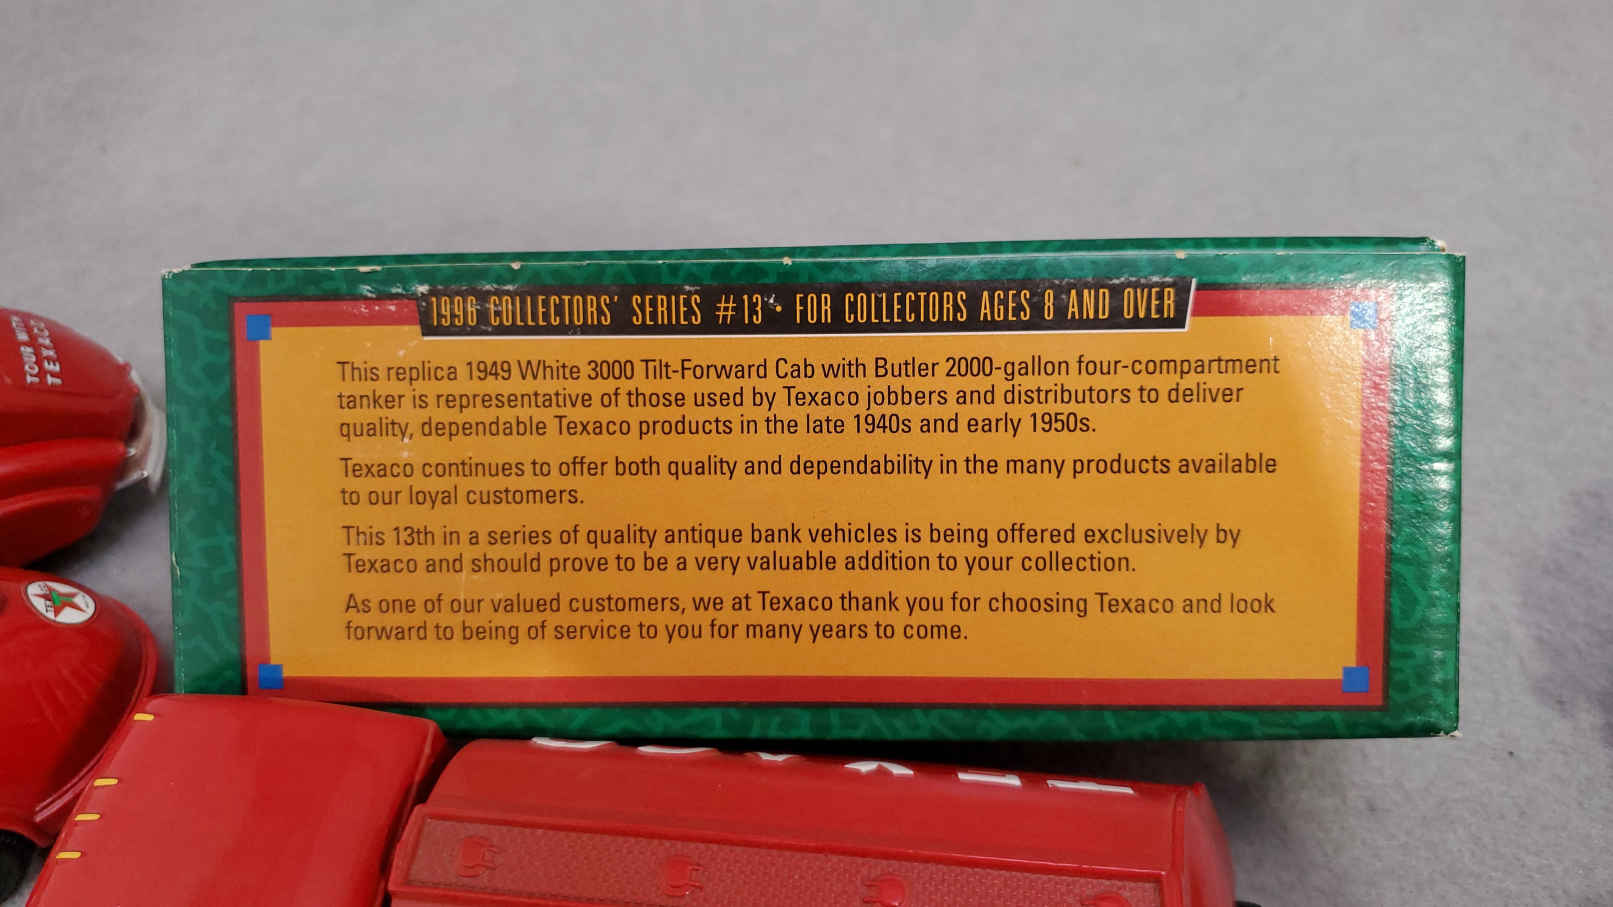 1996 COLLECTORS' SERIES #13 • FOR COLLECTORS AGES 8 AND OVER
This replica 1949 White 3000 Tilt-Forward Cab with Butler 2000-gallon four-compartment
tanker is representative of those used by Texaco jobbers and distributors to deliver
quality, dependable Texaco products in the late 1940s and early 1950s.
Texaco continues to offer both quality and dependability in the many products available
to our loyal customers.
This 13th in a series of quality antique bank vehicles is being offered exclusively by
Texaco and should prove to be a very valuable addition to your collection.
As one of our valued customers, we at Texaco thank you for choosing Texaco and look
forward to being of service to you for many years to come.
TOUR WITH
TEXACO
TEXACO